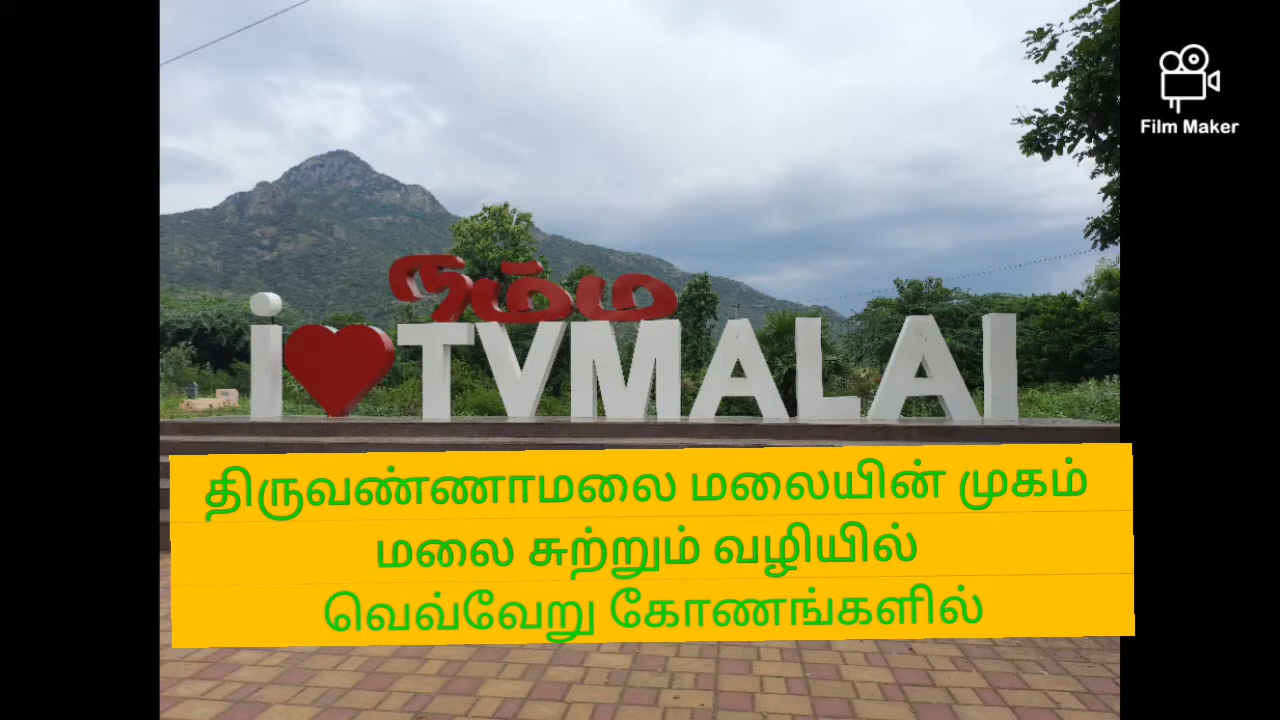 Film Maker
நம்ம
i TVMALAI
திருவண்ணாமலை மலையின் முகம்
மலை சுற்றும் வழியில்
வெவ்வேறு கோணங்களில்